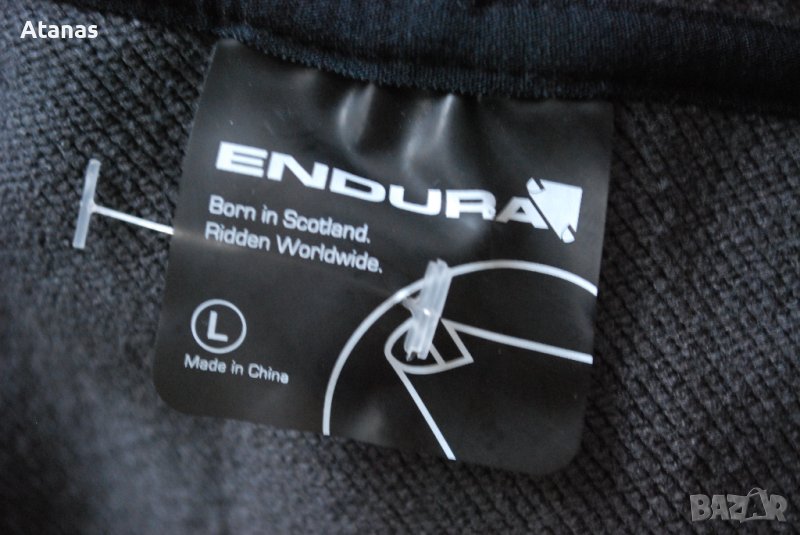 Atanas
ENDURA
Born in Scotland.
Ridden Worldwide.
L
Made in China
BAZAR